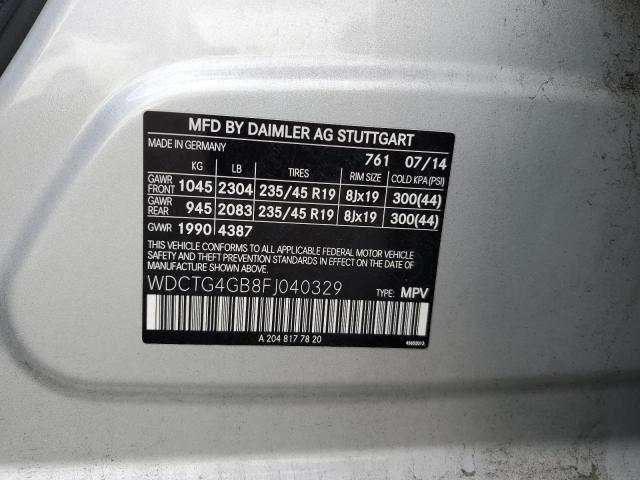 MFD BY DAIMLER AG STUTTGART
MADE IN GERMANY 761 07/14
KG LB TIRES RIM SIZE COLD KPA(PSI)
GAWR FRONT 1045 2304 235/45 R19 8Jx19 300(44)
GAWR REAR 945 2083 235/45 R19 8Jx19 300(44)
GVWR 1990 4387
THIS VEHICLE CONFORMS TO ALL APPLICABLE FEDERAL MOTOR VEHICLE
SAFETY AND THEFT PREVENTION STANDARDS IN EFFECT ON THE DATE
OF MANUFACTURE SHOWN ABOVE.
WDCTG4GB8FJ040329 TYPE: MPV
A 204 817 78 20